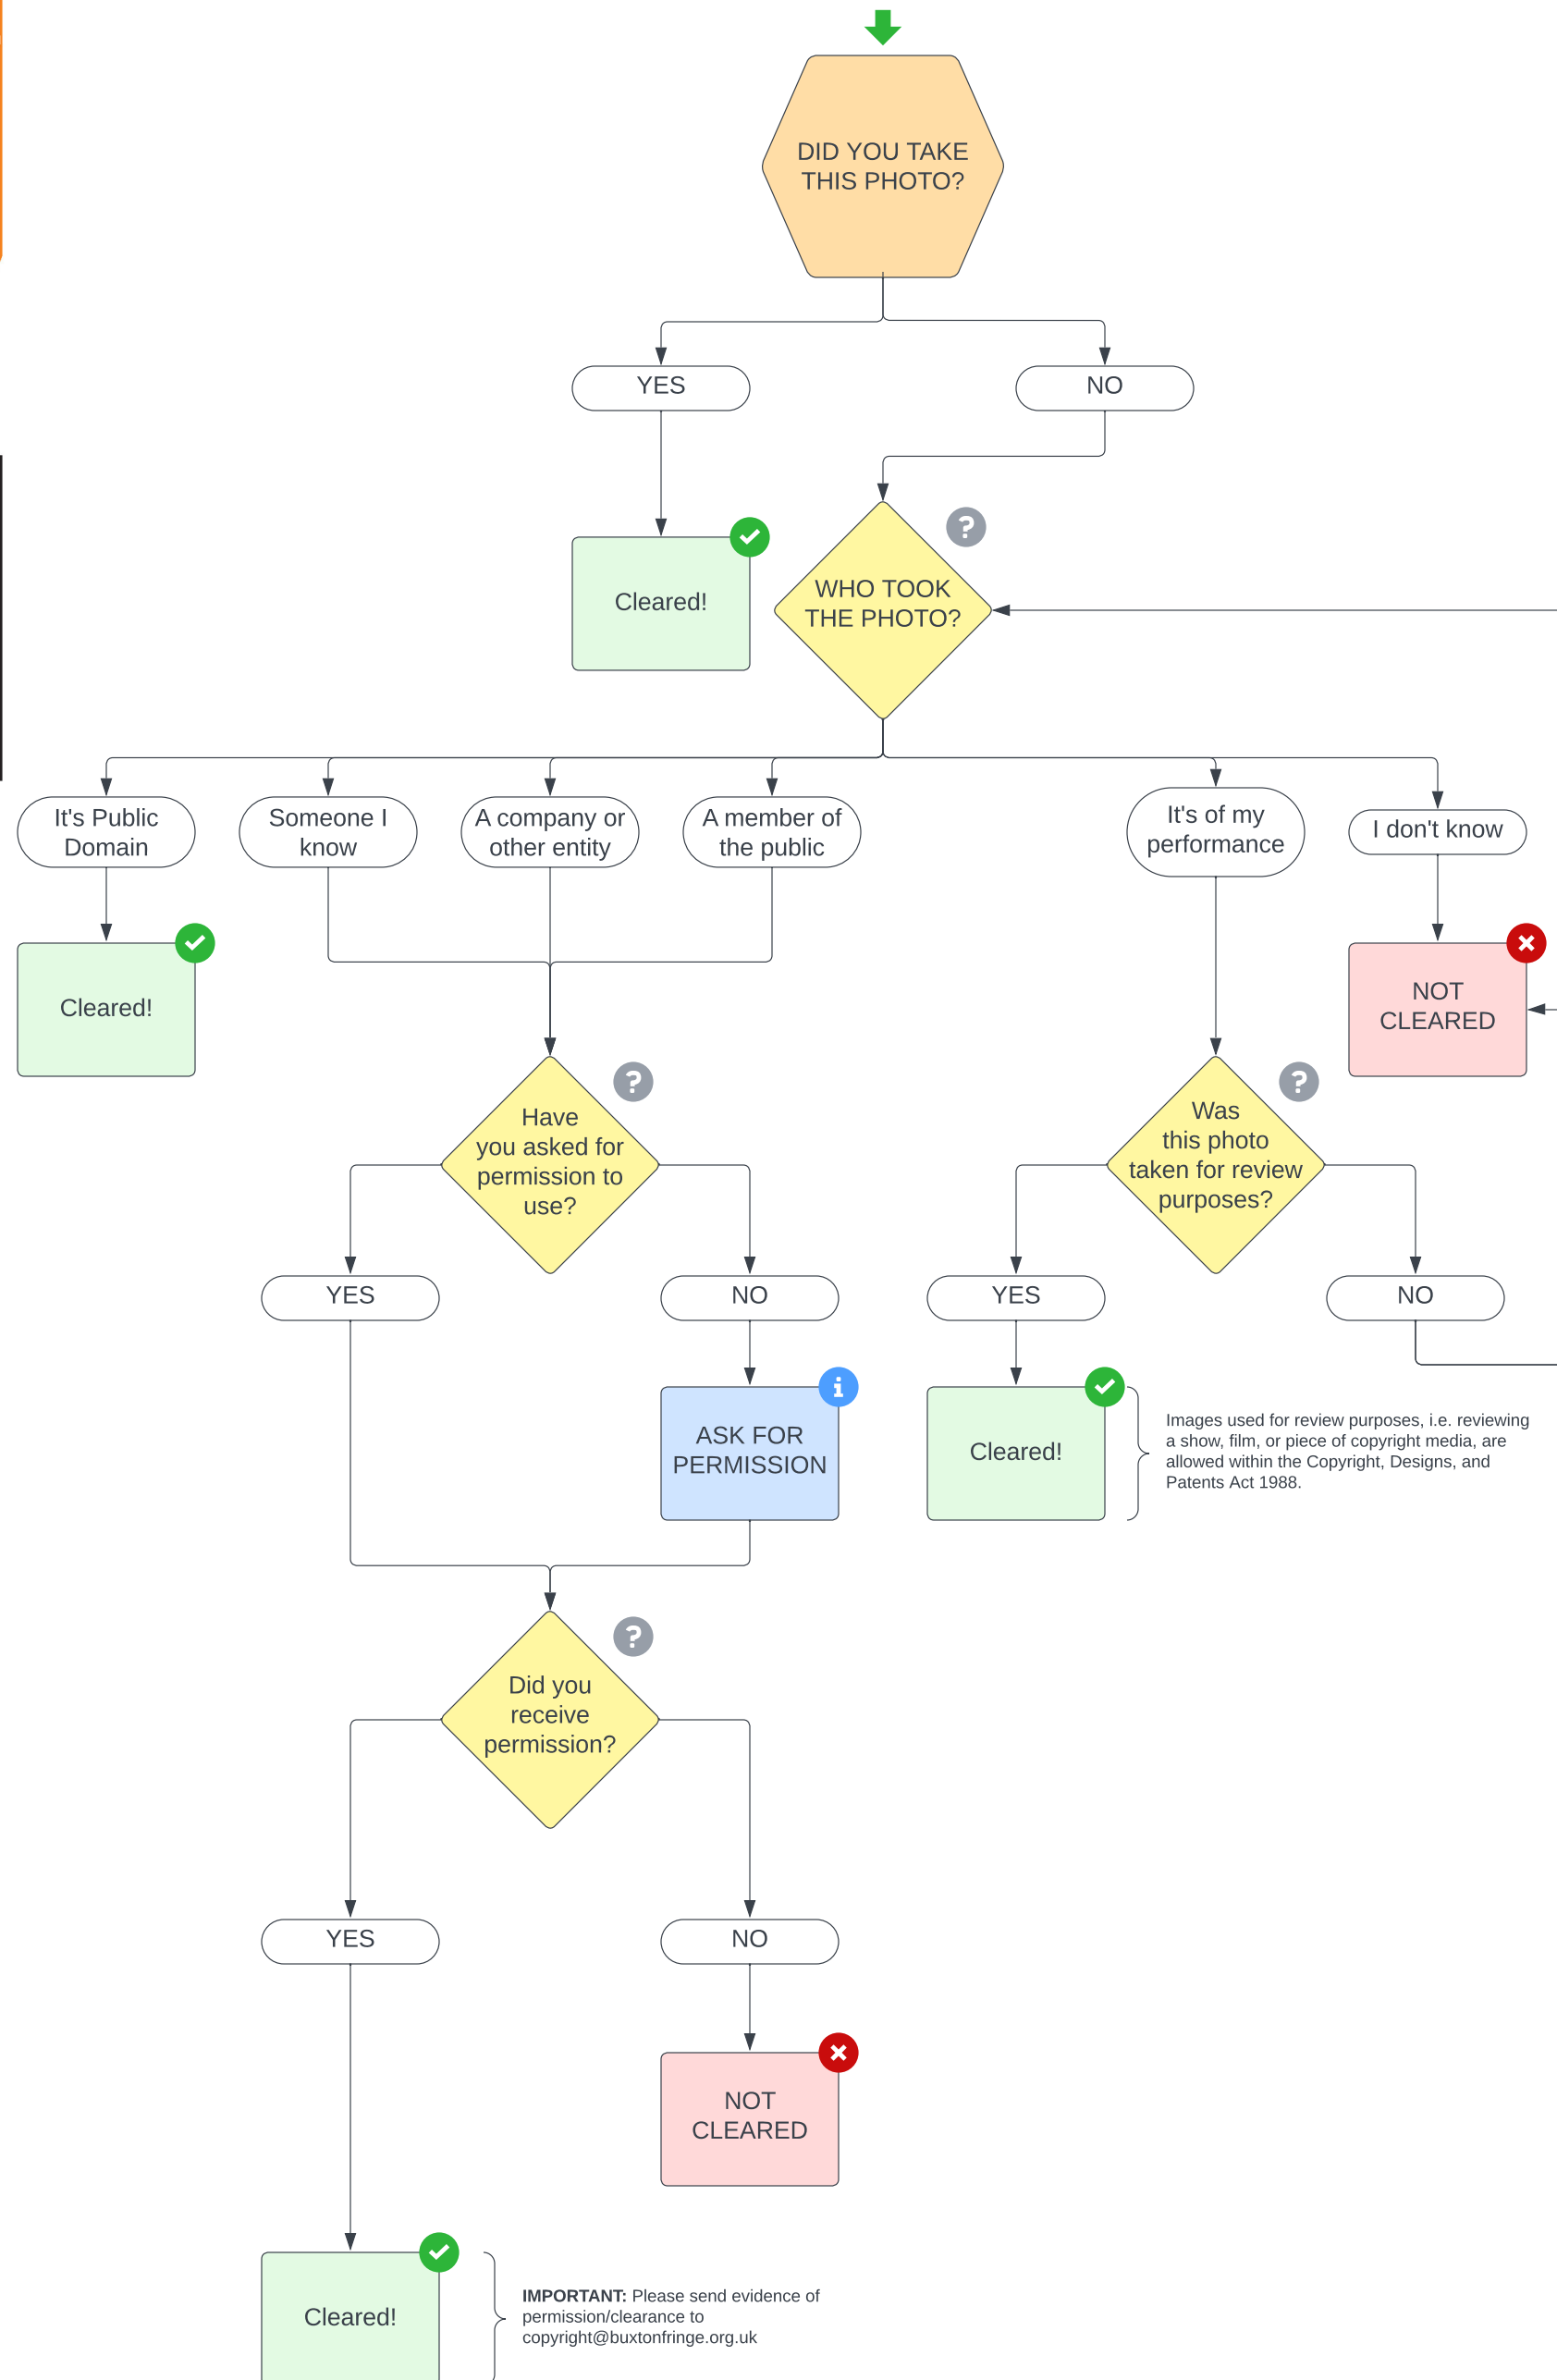 DID YOU TAKE
THIS PHOTO?
YES
NO
Cleared!
WHO TOOK
THE PHOTO?
It's Public
Domain
Someone I
know
A company or
other entity
A member of
the public
It's of my
performance
I don't know
Cleared!
NOT
CLEARED
Have
you asked for
permission to
use?
Was
this photo
taken for review
purposes?
YES
NO
YES
NO
ASK FOR
PERMISSION
Cleared!
Images used for review purposes, i.e. reviewing
a show, film, or piece of copyright media, are
allowed within the Copyright, Designs, and
Patents Act 1988.
Did you
receive
permission?
YES
NO
NOT
CLEARED
Cleared!
IMPORTANT: Please send evidence of
permission/clearance to
copyright@buxtonfringe.org.uk